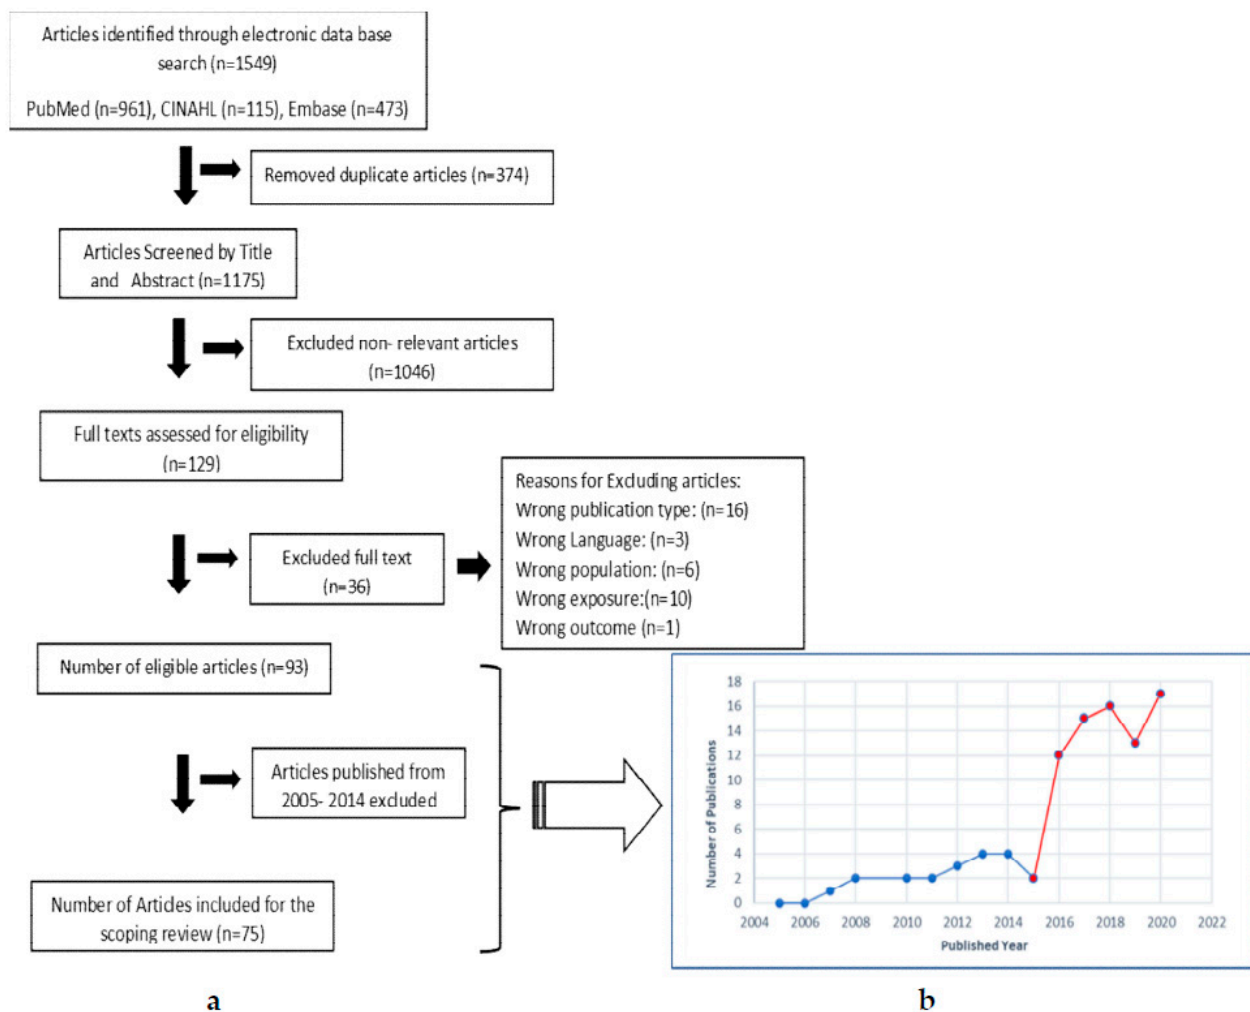 Articles identified through electronic data base
search (n=1549)
PubMed (n=961), CINAHL (n=115), Embase (n=473)
Removed duplicate articles (n=374)
Articles Screened by Title
and Abstract (n=1175)
Excluded non- relevant articles
(n=1046)
Full texts assessed for eligibility
(n=129)
Reasons for Excluding articles:
Wrong publication type: (n=16)
Wrong Language: (n=3)
Wrong population: (n=6)
Wrong exposure:(n=10)
Wrong outcome (n=1)
Excluded full text
(n=36)
Number of eligible articles (n=93)
Articles published from
2005- 2014 excluded
Number of Articles included for the
scoping review (n=75)
18
16
14
12
10
8
6
4
2
0
Number of Publications
2004 2006 2008 2010 2012 2014 2016 2018 2020 2022
Published Year
a
b